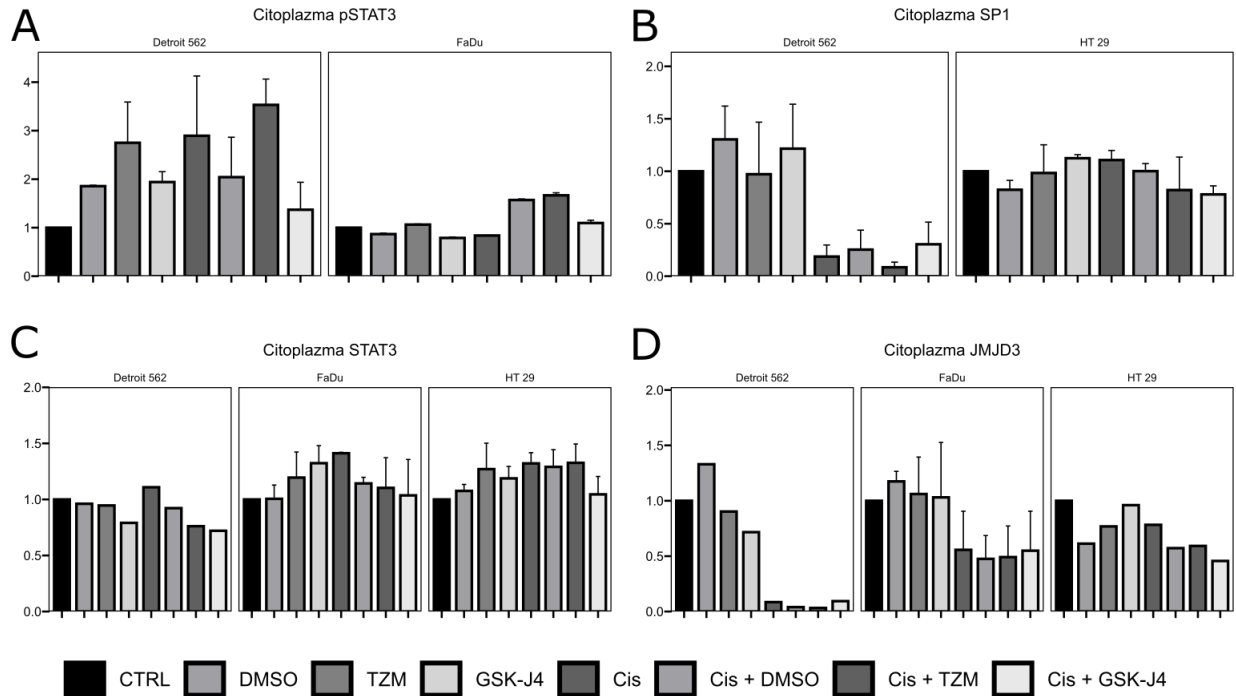 A
Citoplazma pSTAT3
Detroit 562
FaDu
4
3
2
1
0
B
Citoplazma SP1
Detroit 562
HT 29
2.0
1.5
1.0
0.5
0.0
C
Citoplazma STAT3
Detroit 562
FaDu
HT 29
2.0
1.5
1.0
0.5
0.0
D
Citoplazma JMJD3
Detroit 562
FaDu
HT 29
2.0
1.5
1.0
0.5
0.0
CTRL DMSO TZM GSK-J4 Cis Cis + DMSO Cis + TZM Cis + GSK-J4